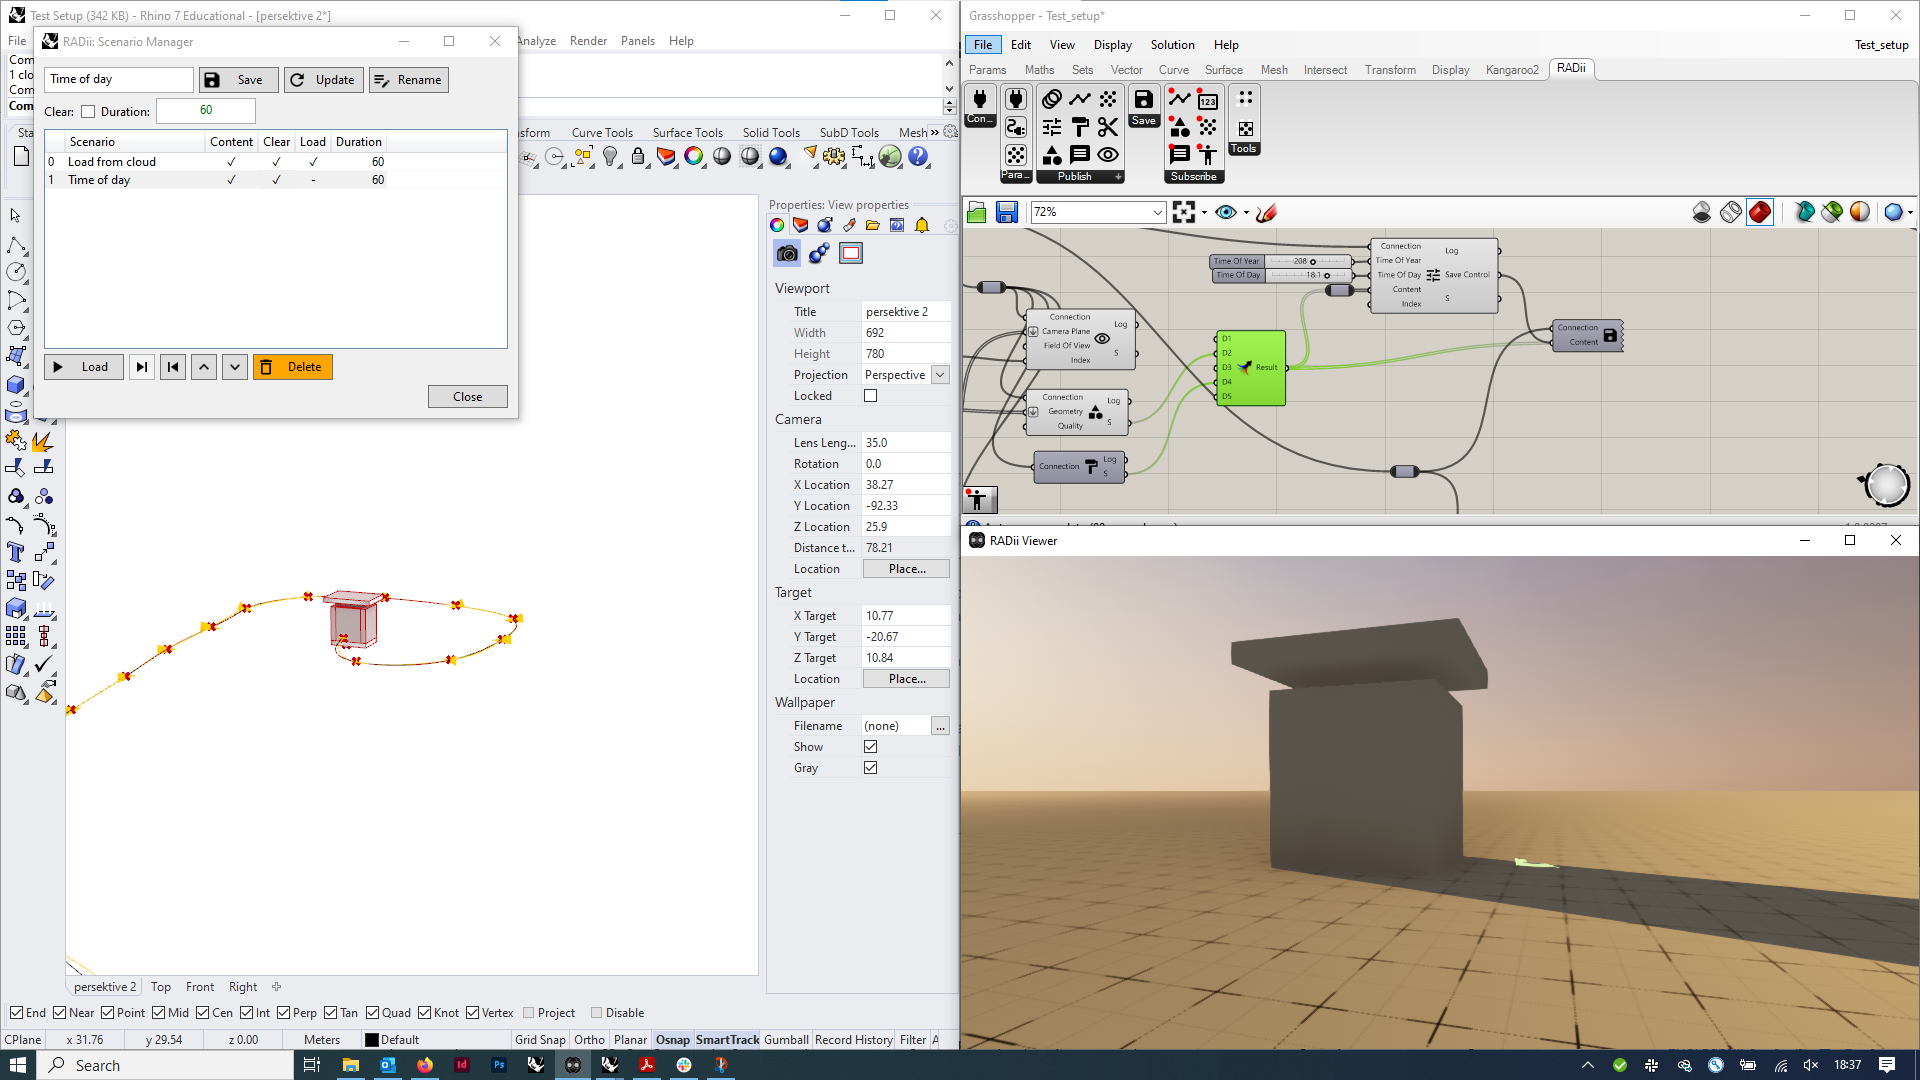 Test Setup (342 KB) - Rhino 7 Educational - [persektive 2*]
File
Analyze Render Panels Help
RADii: Scenario Manager
Time of day
Save
Update
Rename
Clear:
Duration:
60
Scenario Content Clear Load Duration
0 Load from cloud ✓ ✓ ✓ 60
1 Time of day ✓ ✓ - 60
Load
Delete
Close
Curve Tools Surface Tools Solid Tools SubD Tools Mesh »
Properties: View properties
Viewport
Title persektive 2
Width 692
Height 780
Projection Perspective
Locked
Camera
Lens Leng... 35.0
Rotation 0.0
X Location 38.27
Y Location -92.33
Z Location 25.9
Distance t... 78.21
Location Place...
Target
X Target 10.77
Y Target -20.67
Z Target 10.84
Location Place...
Wallpaper
Filename (none) ...
Show
Gray
persektive 2 Top Front Right
End Near Point Mid Cen Int Perp Tan Quad Knot Vertex Project Disable
CPlane x 31.76 y 29.54 z 0.00 Meters Default Grid Snap Ortho Planar Osnap SmartTrack Gumball Record History Filter A
Grasshopper - Test_setup*
File Edit View Display Solution Help
Test_setup
Params Maths Sets Vector Curve Surface Mesh Intersect Transform Display Kangaroo2 RADii
Con...
Para...
Publish
Save
123
Subscribe
Tools
72%
Time Of Year 208
Time Of Day 18.1
Connection
Time Of Year
Time Of Day
Content
Index
Log
Save Control
S
Connection
Camera Plane
Field Of View
Index
Log
S
Connection
Geometry
Quality
Log
S
Connection
Log
S
D1
D2
D3
D4
D5
Result
Connection
Content
RADii Viewer
Search
18:37